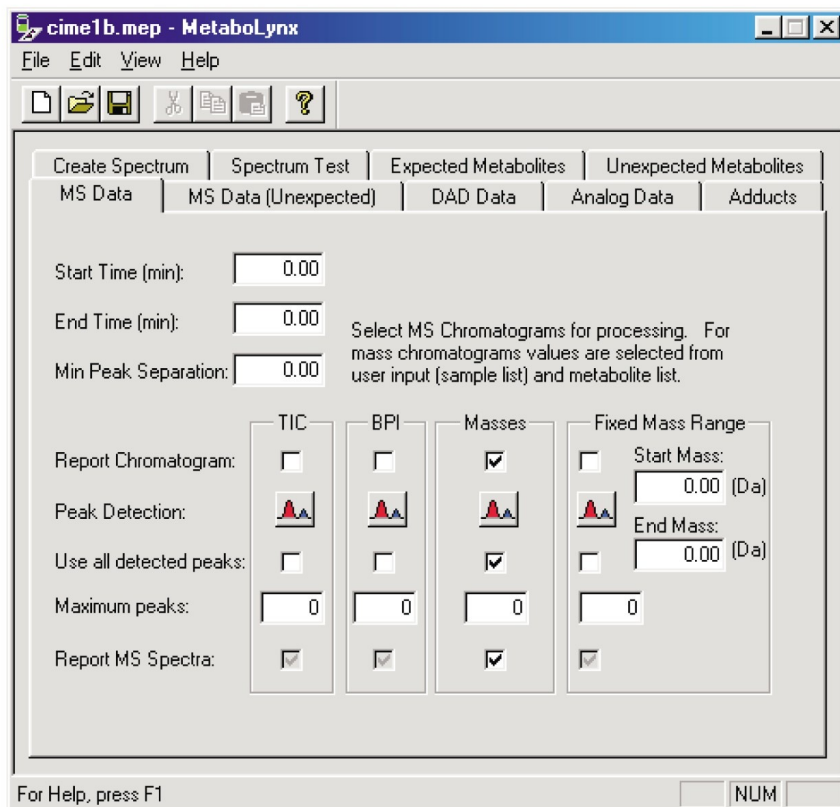 cime1b.mep - MetaboLynx
File Edit View Help
Create Spectrum Spectrum Test Expected Metabolites Unexpected Metabolites
MS Data MS Data (Unexpected) DAD Data Analog Data Adducts
Start Time (min): 0.00
End Time (min): 0.00
Min Peak Separation: 0.00
Select MS Chromatograms for processing. For
mass chromatograms values are selected from
user input (sample list) and metabolite list.
TIC BPI Masses Fixed Mass Range
Report Chromatogram: Start Mass:
0.00 (Da)
Peak Detection:
End Mass:
0.00 (Da)
Use all detected peaks:
Maximum peaks: 0 0 0 0
Report MS Spectra:
For Help, press F1 NUM